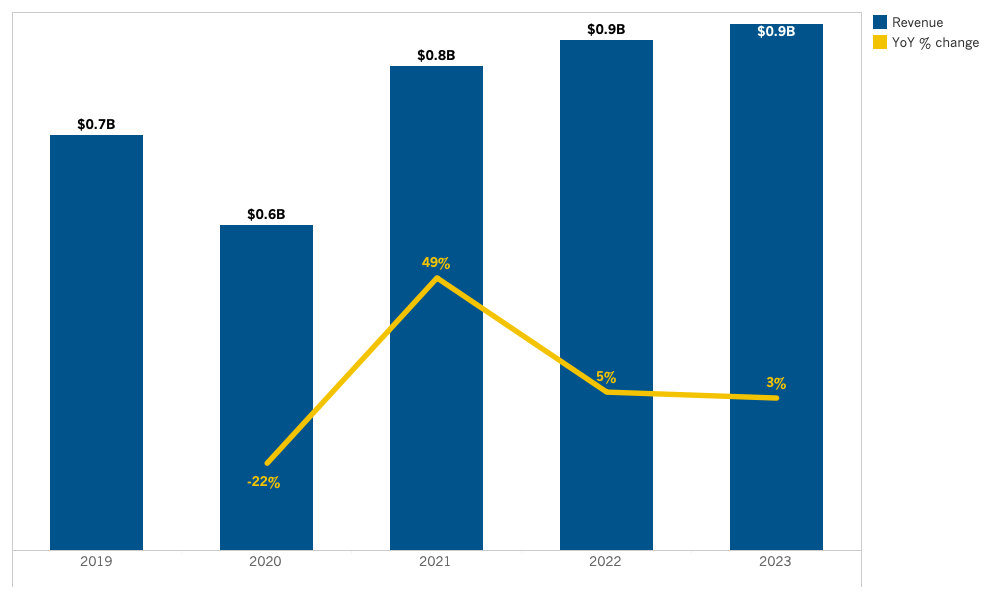 Revenue
YoY % change
$0.7B
$0.6B
$0.8B
$0.9B
$0.9B
-22%
49%
5%
3%
2019
2020
2021
2022
2023